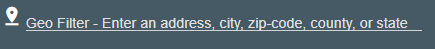 Geo Filter - Enter an address, city, zip-code, county, or state